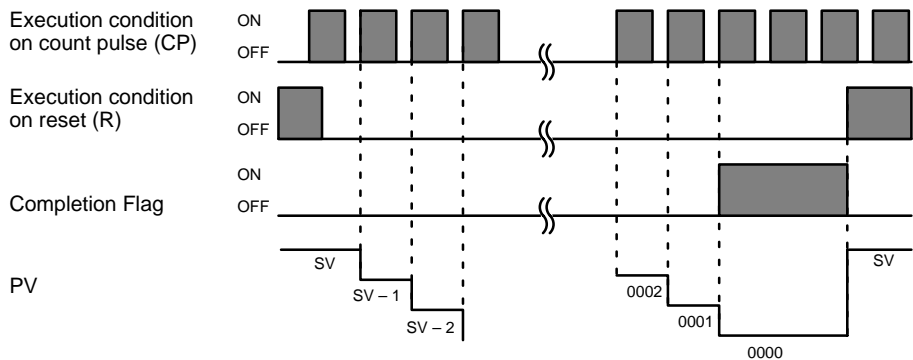 Execution condition
on count pulse (CP)
ON
OFF
Execution condition
on reset (R)
ON
OFF
Completion Flag
ON
OFF
PV
SV
SV – 1
SV – 2
0002
0001
0000
SV